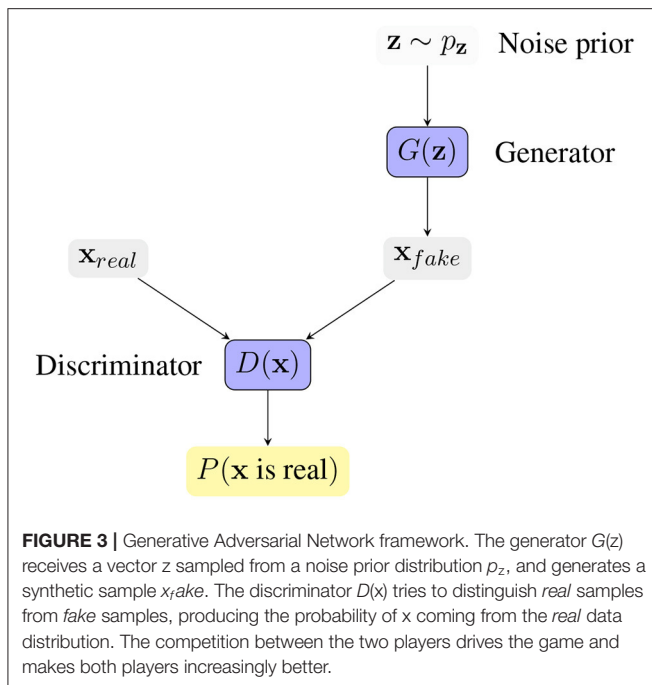 z ∼ p_z Noise prior
G(z) Generator
x_real x_fake
Discriminator D(x)
P(x is real)
FIGURE 3 | Generative Adversarial Network framework. The generator G(z)
receives a vector z sampled from a noise prior distribution p_z, and generates a
synthetic sample x_fake. The discriminator D(x) tries to distinguish real samples
from fake samples, producing the probability of x coming from the real data
distribution. The competition between the two players drives the game and
makes both players increasingly better.